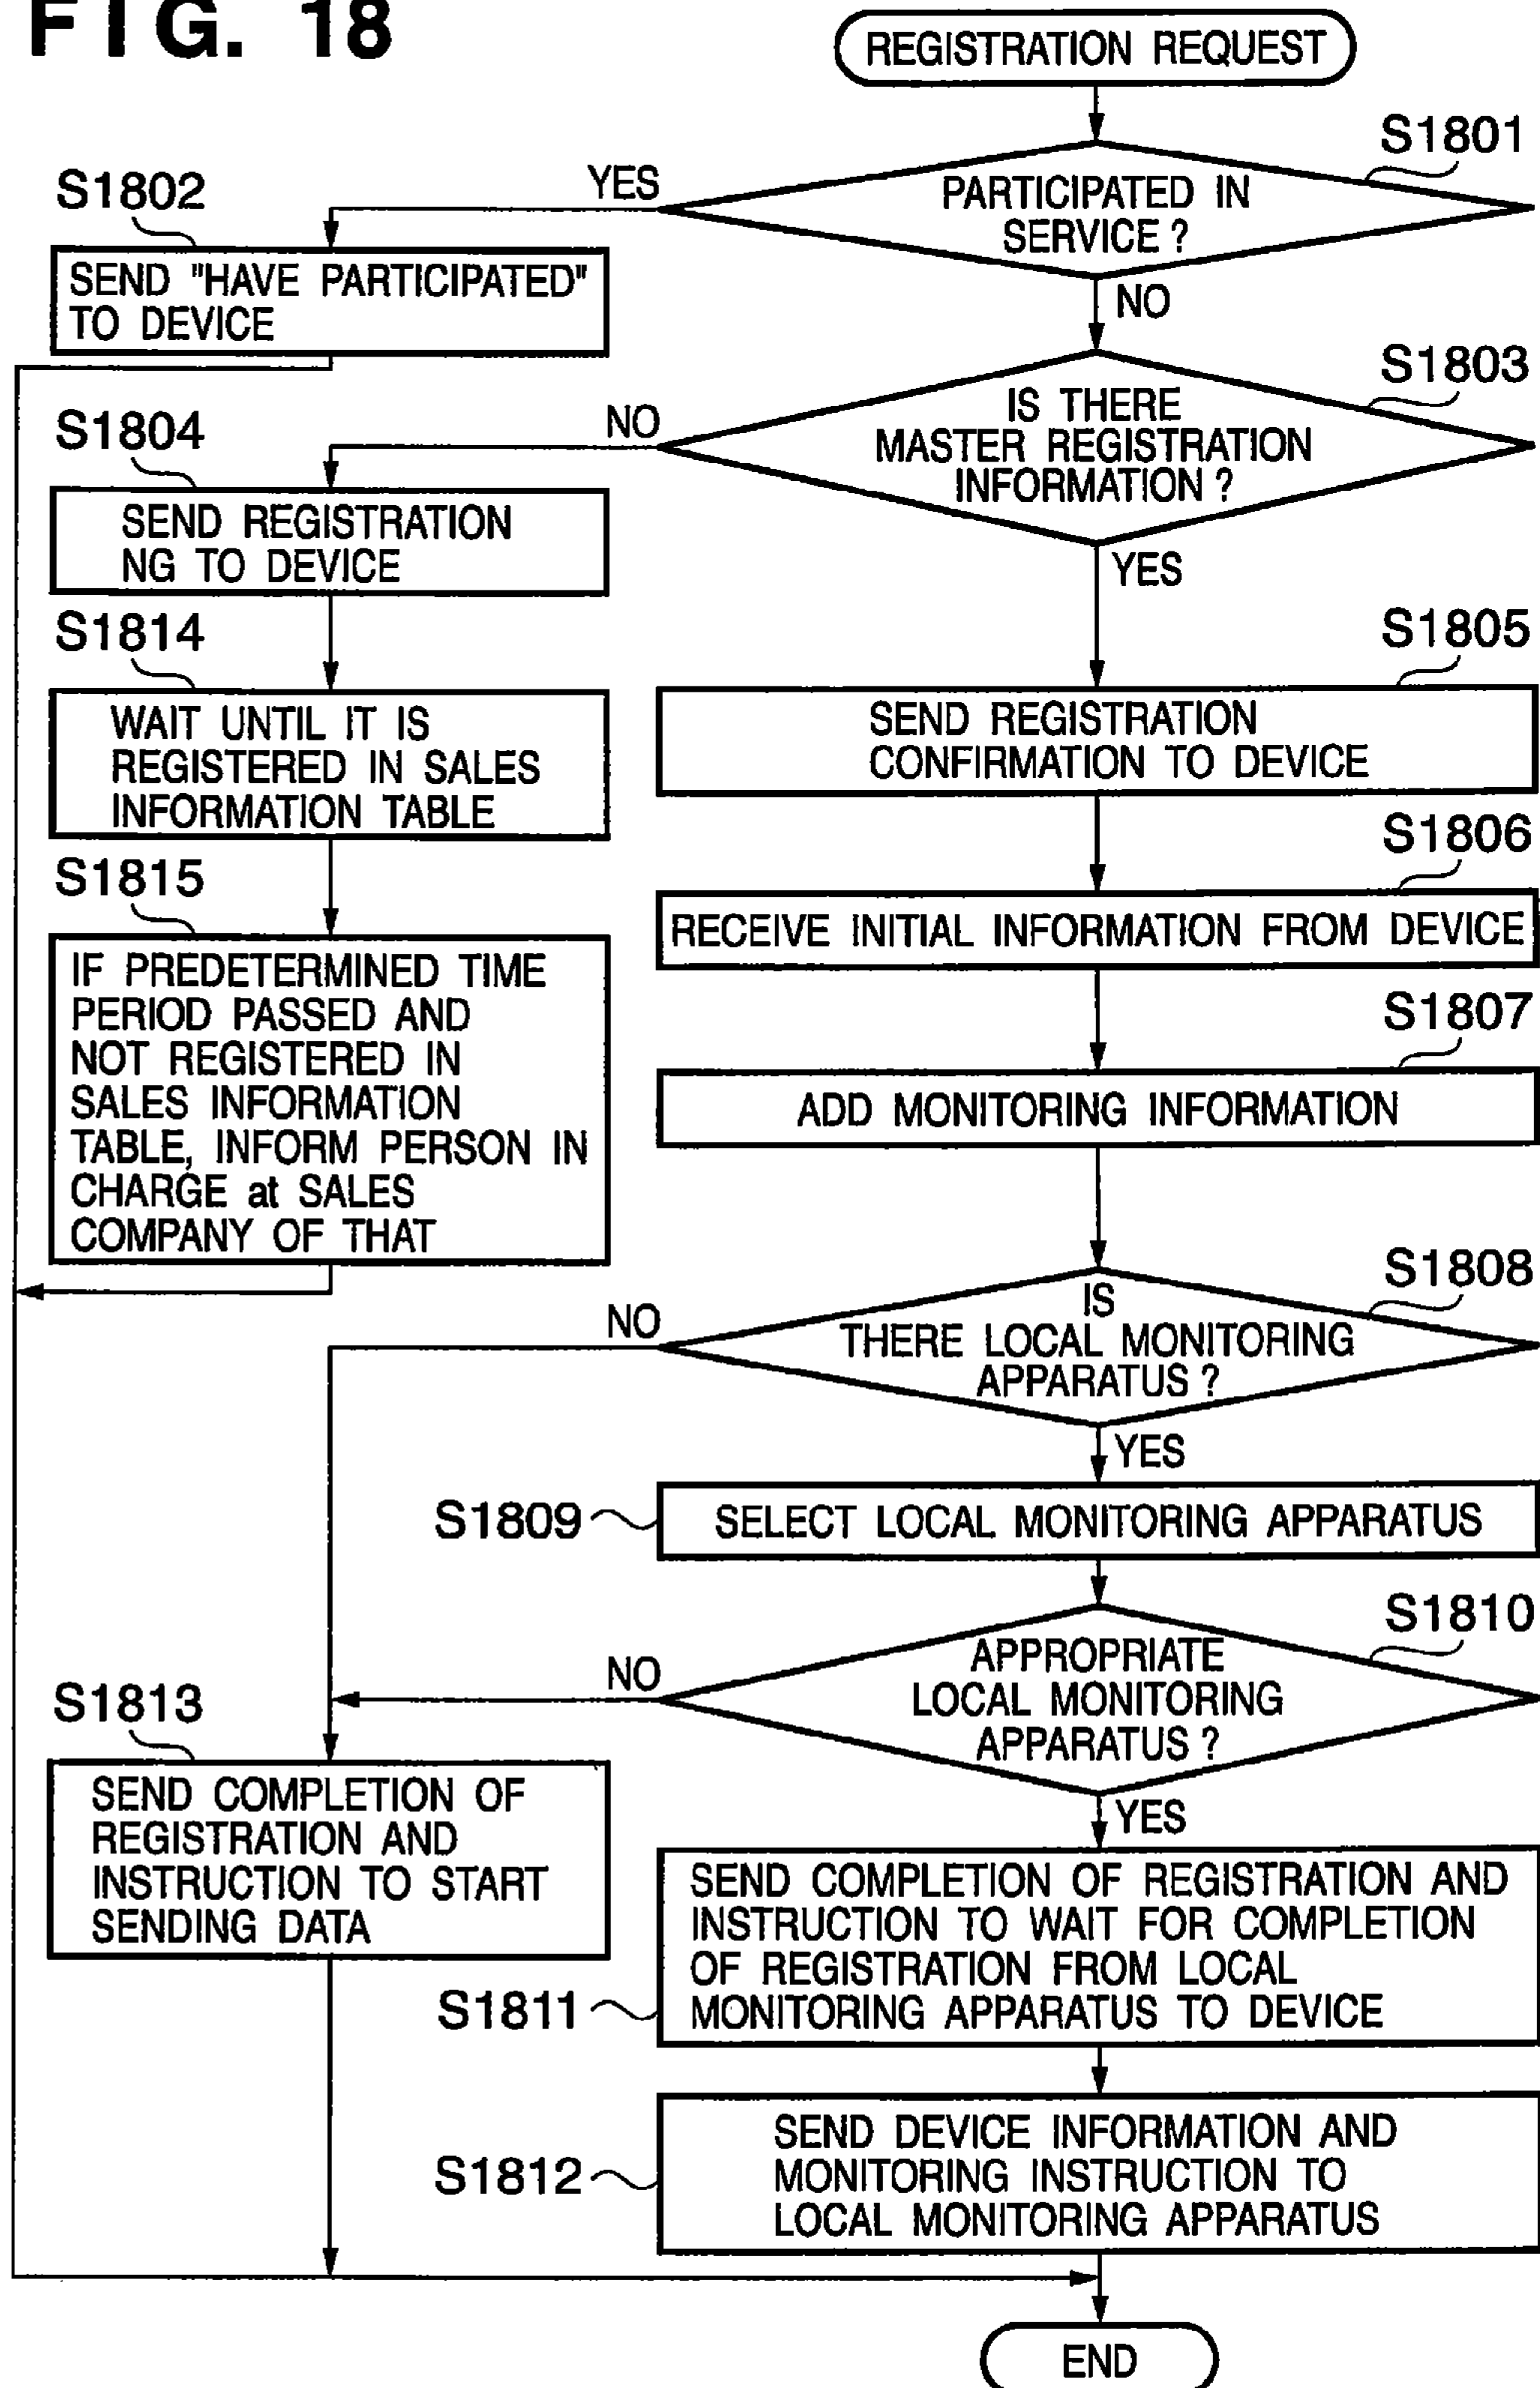 FIG. 18
REGISTRATION REQUEST
S1801
PARTICIPATED IN
SERVICE ?
YES
NO
S1802
SEND "HAVE PARTICIPATED"
TO DEVICE
S1803
IS THERE
MASTER REGISTRATION
INFORMATION ?
NO
YES
S1804
SEND REGISTRATION
NG TO DEVICE
S1814
WAIT UNTIL IT IS
REGISTERED IN SALES
INFORMATION TABLE
S1815
IF PREDETERMINED TIME
PERIOD PASSED AND
NOT REGISTERED IN
SALES INFORMATION
TABLE, INFORM PERSON IN
CHARGE at SALES
COMPANY OF THAT
S1805
SEND REGISTRATION
CONFIRMATION TO DEVICE
S1806
RECEIVE INITIAL INFORMATION FROM DEVICE
S1807
ADD MONITORING INFORMATION
S1808
IS
THERE LOCAL MONITORING
APPARATUS ?
NO
YES
S1809
SELECT LOCAL MONITORING APPARATUS
S1810
APPROPRIATE
LOCAL MONITORING
APPARATUS ?
NO
YES
S1813
SEND COMPLETION OF
REGISTRATION AND
INSTRUCTION TO START
SENDING DATA
S1811
SEND COMPLETION OF REGISTRATION AND
INSTRUCTION TO WAIT FOR COMPLETION
OF REGISTRATION FROM LOCAL
MONITORING APPARATUS TO DEVICE
S1812
SEND DEVICE INFORMATION AND
MONITORING INSTRUCTION TO
LOCAL MONITORING APPARATUS
END